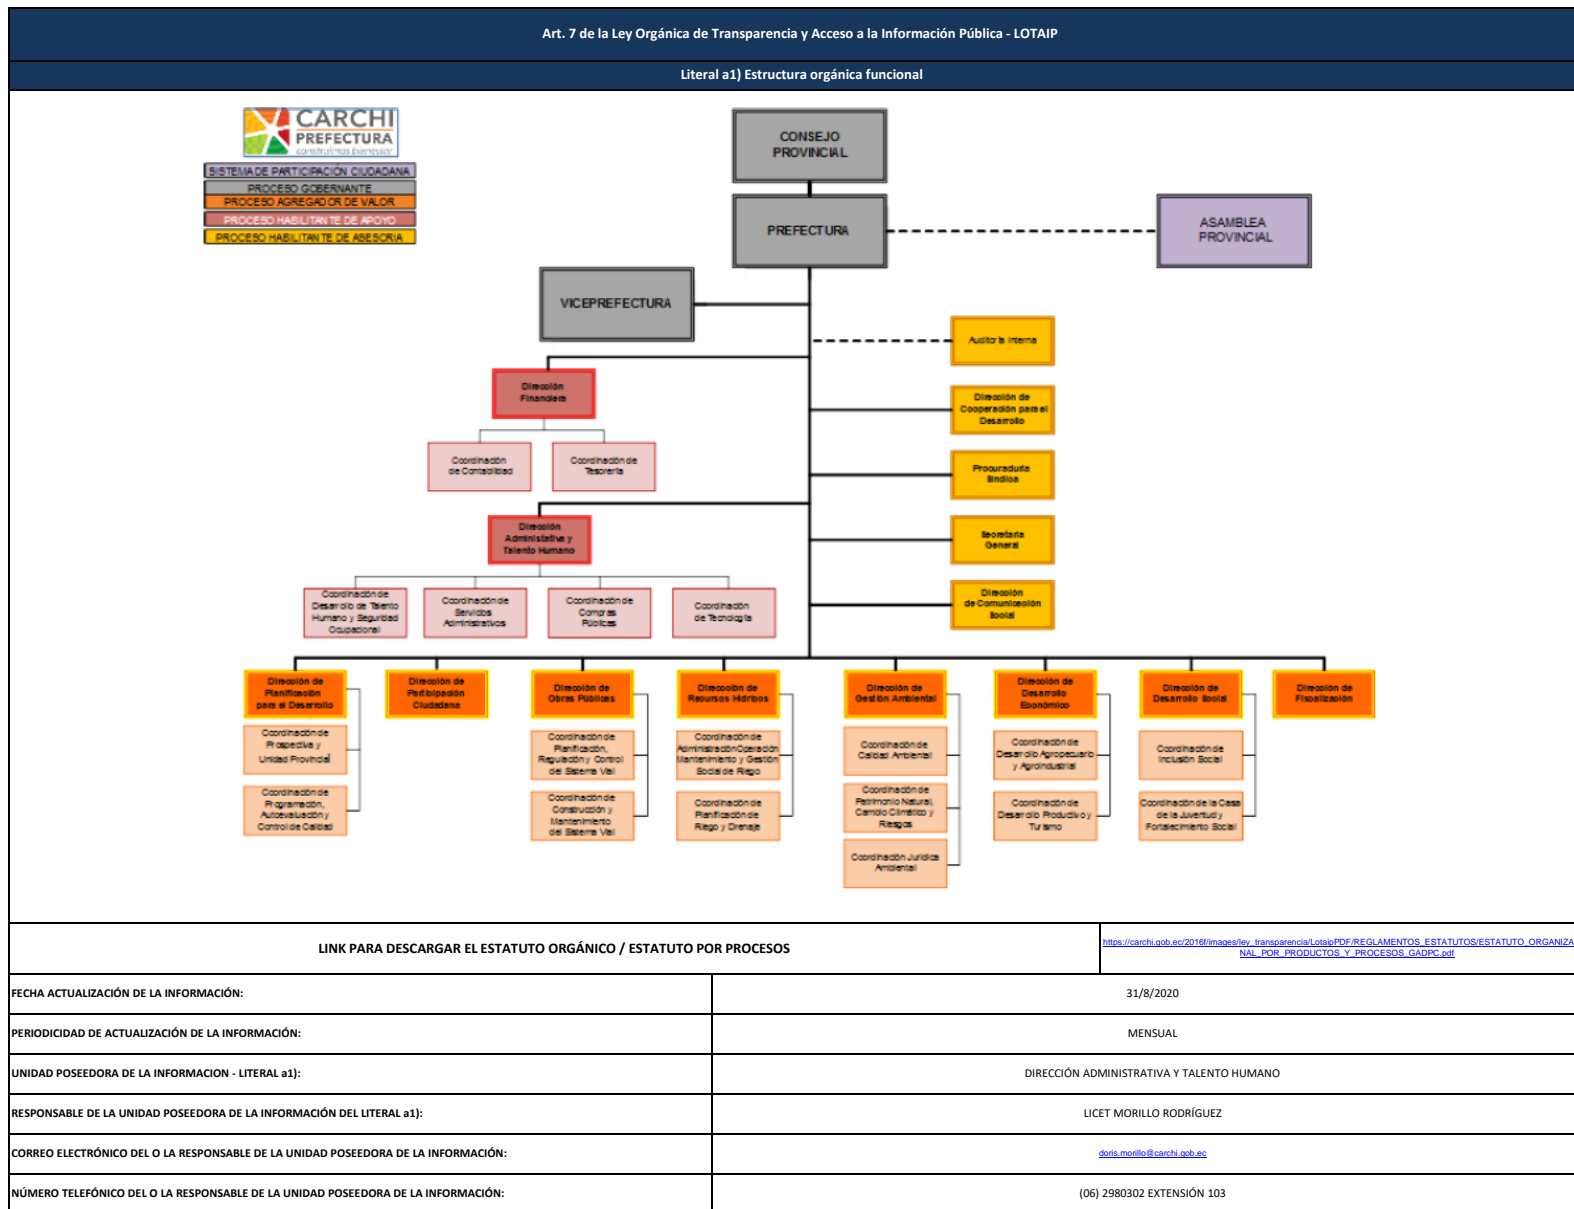 Art. 7 de la Ley Orgánica de Transparencia y Acceso a la Información Pública - LOTAIP
Literal a1) Estructura orgánica funcional
CARCHI
PREFECTURA
SISTEMA DE PARTICIPACIÓN CIUDADANA
PROCESO GOBERNANTE
PROCESO AGREGADOR DE VALOR
PROCESO HABILITANTE DE APOYO
PROCESO HABILITANTE DE ASESORIA
CONSEJO
PROVINCIAL
PREFECTURA
ASAMBLEA
PROVINCIAL
VICEPREFECTURA
Auditoría Interna
Dirección
Financiera
Dirección de
Cooperación para el
Desarrollo
Coordinación
de Contabilidad
Coordinación de
Tesorería
Procuraduría
Síndica
Dirección
Administativa y
Talento Humano
Secretaría
General
Dirección
de Comunicación
Social
Coordinación de
Desarrollo de Talento
Humano y Seguridad
Ocupacional
Coordinación de
Servicios
Administrativos
Coordinación de
Compras
Públicas
Coordinación
de Tecnología
Dirección de
Planificación
para el Desarrollo
Dirección de
Participación
Ciudadana
Dirección de
Obras Públicas
Dirección de
Recursos Hídricos
Dirección de
Gestión Ambiental
Dirección de
Desarrollo
Económico
Dirección de
Desarrollo Social
Dirección de
Fiscalización
Coordinación de
Prospectiva y
Unidad Provincial
Coordinación de
Planificación,
Regulación y Control
del Sistema Vial
Coordinación de
Administración Operación
Mantenimiento y Gestión
Social de Riego
Coordinación de
Calidad Ambiental
Coordinación de
Desarrollo Agropecuario
y Agroindustrial
Coordinación de
Inclusión Social
Coordinación de
Programación,
Autoevaluación y
Control de Calidad
Coordinación de
Construcción y
Mantenimiento
del Sistema Vial
Coordinación de
Planificación de
Riego y Drenaje
Coordinación de
Patrimonio Natural,
Cambio Climático y
Riesgos
Coordinación de
Desarrollo Productivo y
Turismo
Coordinación de la Casa
de la Juventud y
Fortalecimiento Social
Coordinación Jurídica
Ambiental
LINK PARA DESCARGAR EL ESTATUTO ORGÁNICO / ESTATUTO POR PROCESOS
https://carchi.gob.ec/2016f/images/ley_transparencia/LotaipPDF/REGLAMENTOS_ESTATUTOS/ESTATUTO_ORGANIZA
NAL_POR_PRODUCTOS_Y_PROCESOS_GADPC.pdf
FECHA ACTUALIZACIÓN DE LA INFORMACIÓN:
31/8/2020
PERIODICIDAD DE ACTUALIZACIÓN DE LA INFORMACIÓN:
MENSUAL
UNIDAD POSEEDORA DE LA INFORMACION - LITERAL a1):
DIRECCIÓN ADMINISTRATIVA Y TALENTO HUMANO
RESPONSABLE DE LA UNIDAD POSEEDORA DE LA INFORMACIÓN DEL LITERAL a1):
LICET MORILLO RODRÍGUEZ
CORREO ELECTRÓNICO DEL O LA RESPONSABLE DE LA UNIDAD POSEEDORA DE LA INFORMACIÓN:
doris.morillo@carchi.gob.ec
NÚMERO TELEFÓNICO DEL O LA RESPONSABLE DE LA UNIDAD POSEEDORA DE LA INFORMACIÓN:
(06) 2980302 EXTENSIÓN 103